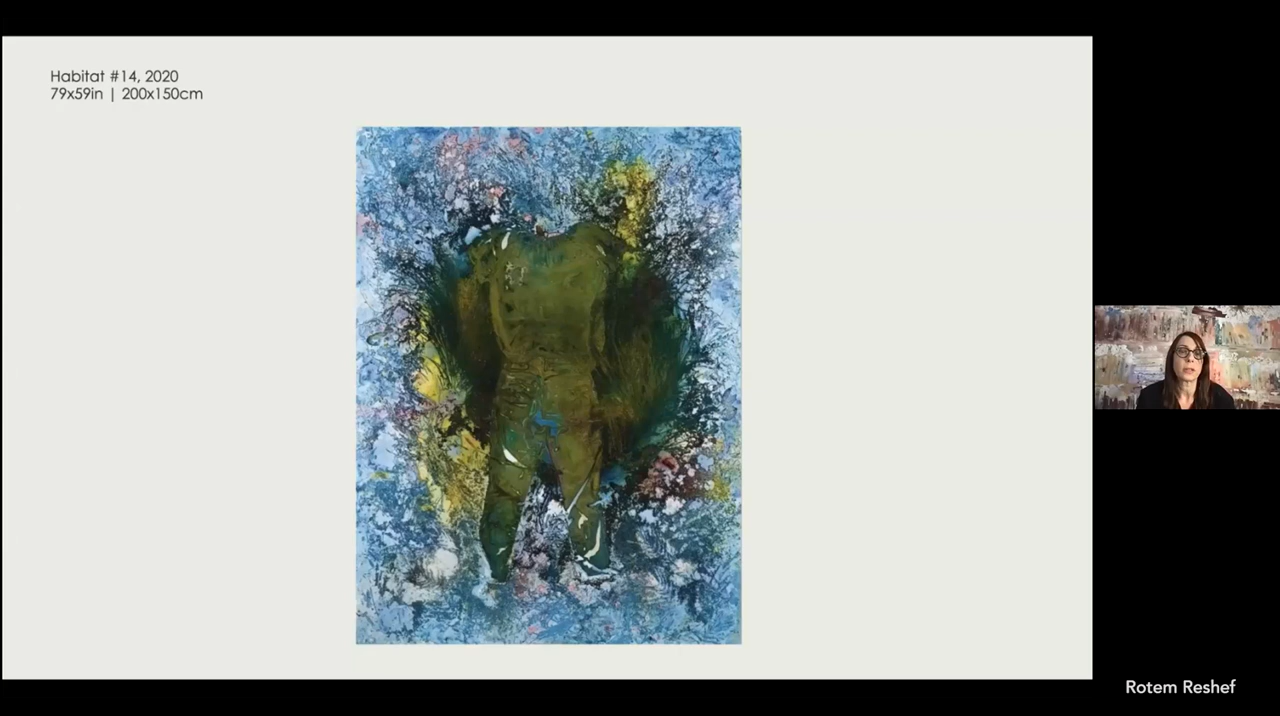 Habitat #14, 2020
79x59in | 200x150cm
Rotem Reshef